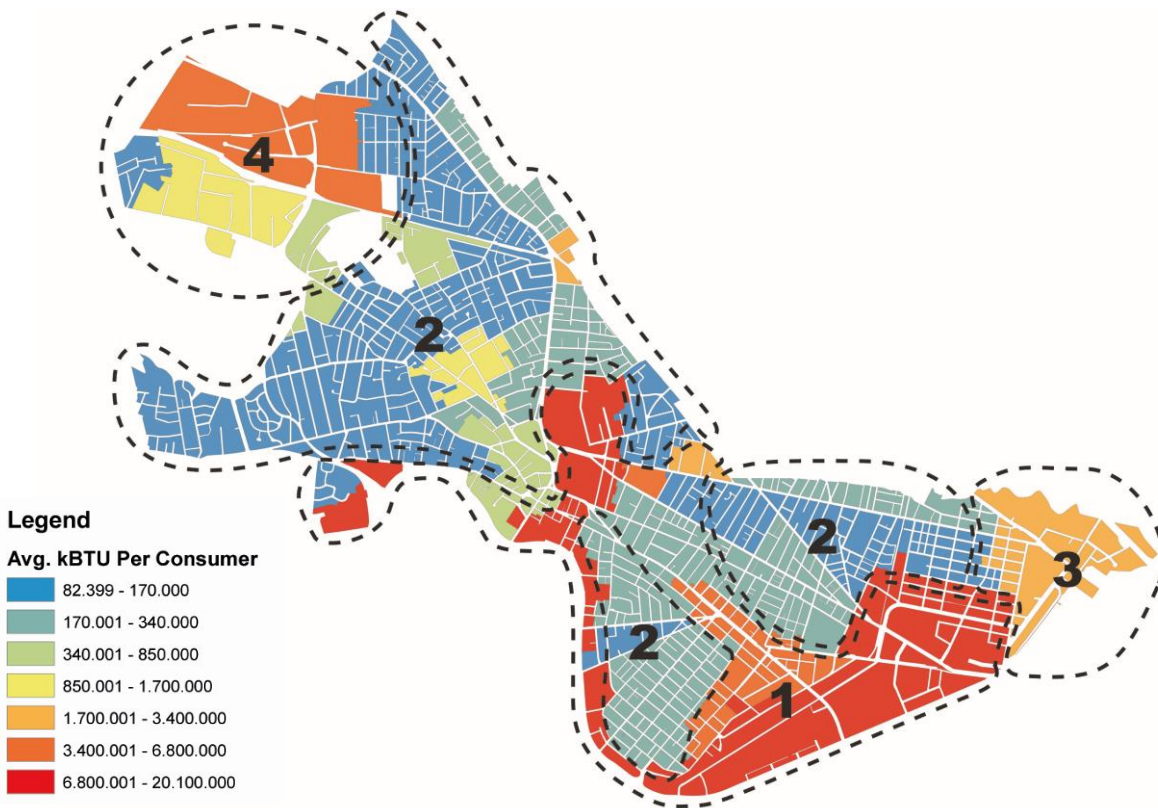 4
2
2
3
2
1
Legend
Avg. kBTU Per Consumer
82.399 - 170.000
170.001 - 340.000
340.001 - 850.000
850.001 - 1.700.000
1.700.001 - 3.400.000
3.400.001 - 6.800.000
6.800.001 - 20.100.000